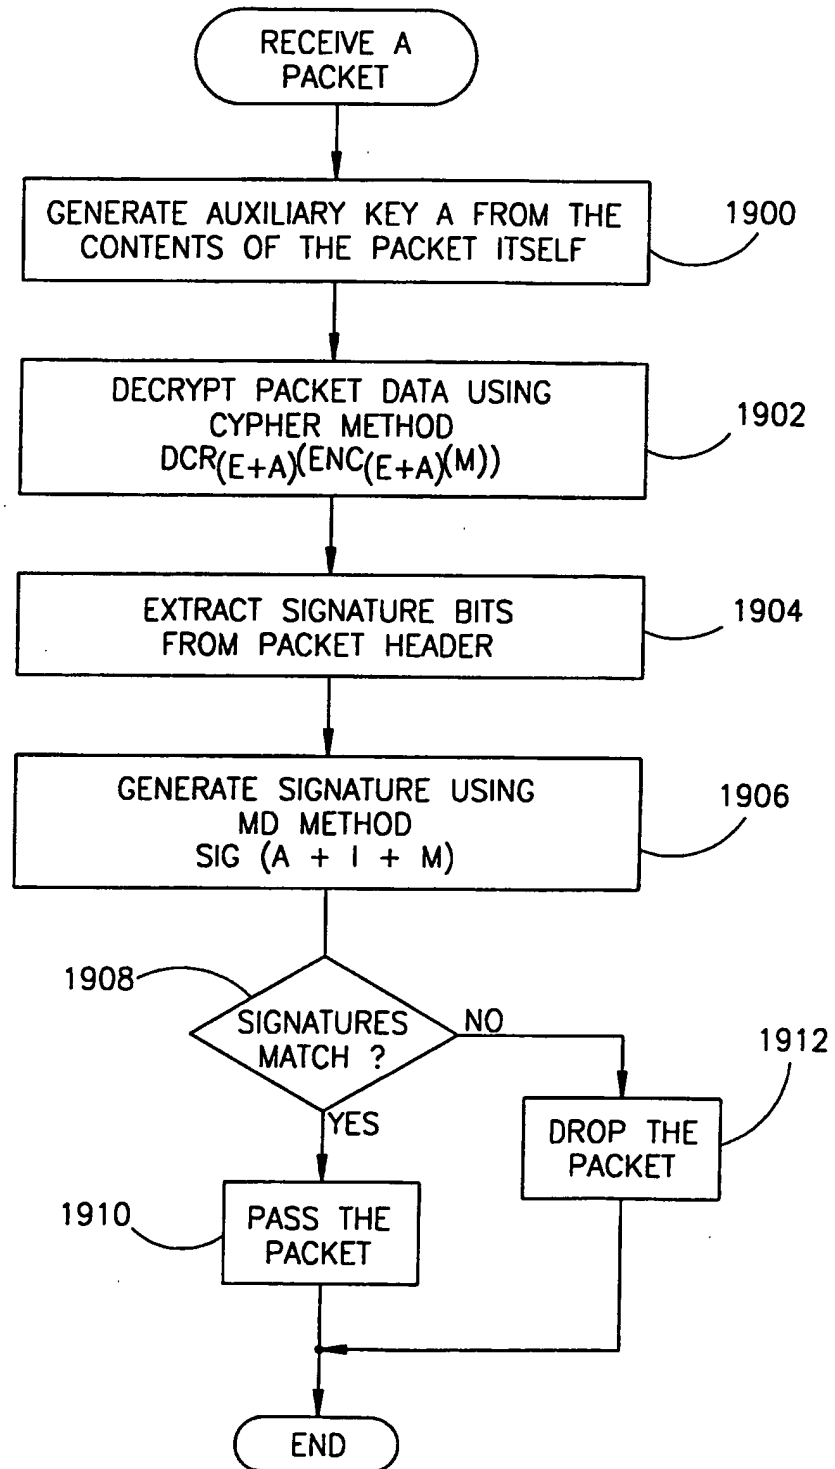 RECEIVE A
PACKET
GENERATE AUXILIARY KEY A FROM THE
CONTENTS OF THE PACKET ITSELF
1900
DECRYPT PACKET DATA USING
CYPHER METHOD
DCR(E+A)(ENC(E+A)(M))
1902
EXTRACT SIGNATURE BITS
FROM PACKET HEADER
1904
GENERATE SIGNATURE USING
MD METHOD
SIG (A + I + M)
1906
1908
SIGNATURES
MATCH ?
NO
YES
1912
DROP THE
PACKET
1910
PASS THE
PACKET
END